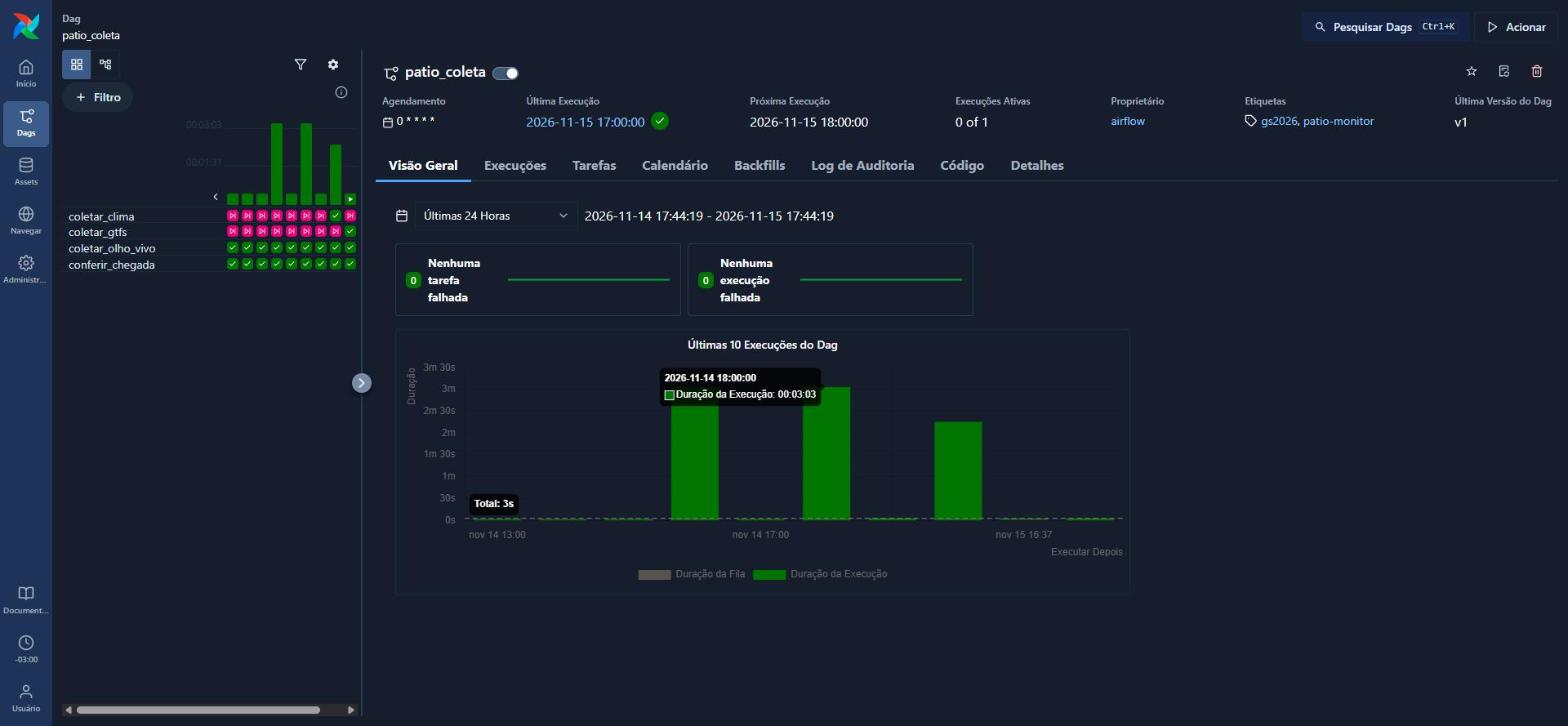 Dag
patio_coleta
Pesquisar Dags Ctrl+K
Acionar
Início
Dags
Assets
Navegar
Administr...
Document...
-03:00
Usuário
Filtro
00:03:03
00:01:31
coletar_clima
coletar_gtfs
coletar_olho_vivo
conferir_chegada
patio_coleta
Agendamento
0 * * * *
Última Execução
2026-11-15 17:00:00
Próxima Execução
2026-11-15 18:00:00
Execuções Ativas
0 of 1
Proprietário
airflow
Etiquetas
gs2026, patio-monitor
Última Versão do Dag
v1
Visão Geral Execuções Tarefas Calendário Backfills Log de Auditoria Código Detalhes
Últimas 24 Horas 2026-11-14 17:44:19 - 2026-11-15 17:44:19
0
Nenhuma
tarefa
falhada
0
Nenhuma
execução
falhada
Últimas 10 Execuções do Dag
Duração
3m 30s
3m
2m 30s
2m
1m 30s
1m
30s
0s
2026-11-14 18:00:00
Duração da Execução: 00:03:03
Total: 3s
nov 14 13:00 nov 14 17:00 nov 15 16:37
Executar Depois
Duração da Fila Duração da Execução